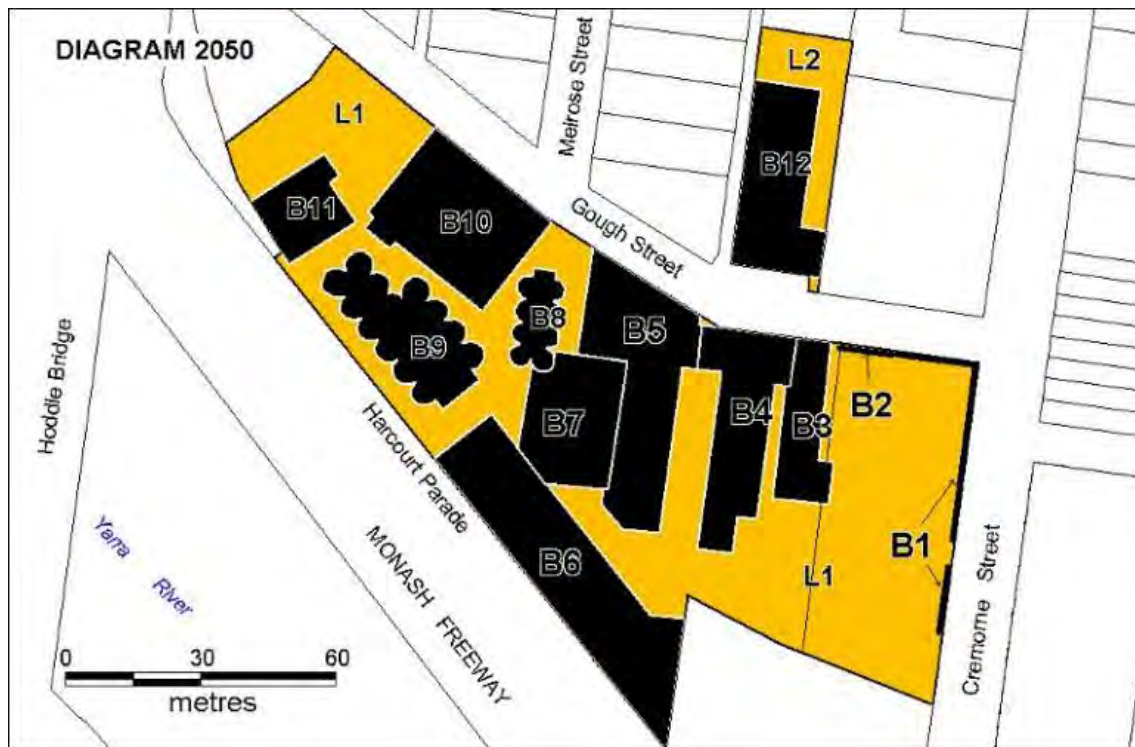 DIAGRAM 2050
Melrose Street
L2
L1
B12
B11
B10
Gough Street
B8
B5
B9
B4
B2
B7
B3
Hoddle Bridge
Harcourt Parade
B1
B6
L1
Yarra River
MONASH FREEWAY
Cremorne Street
0 30 60
metres